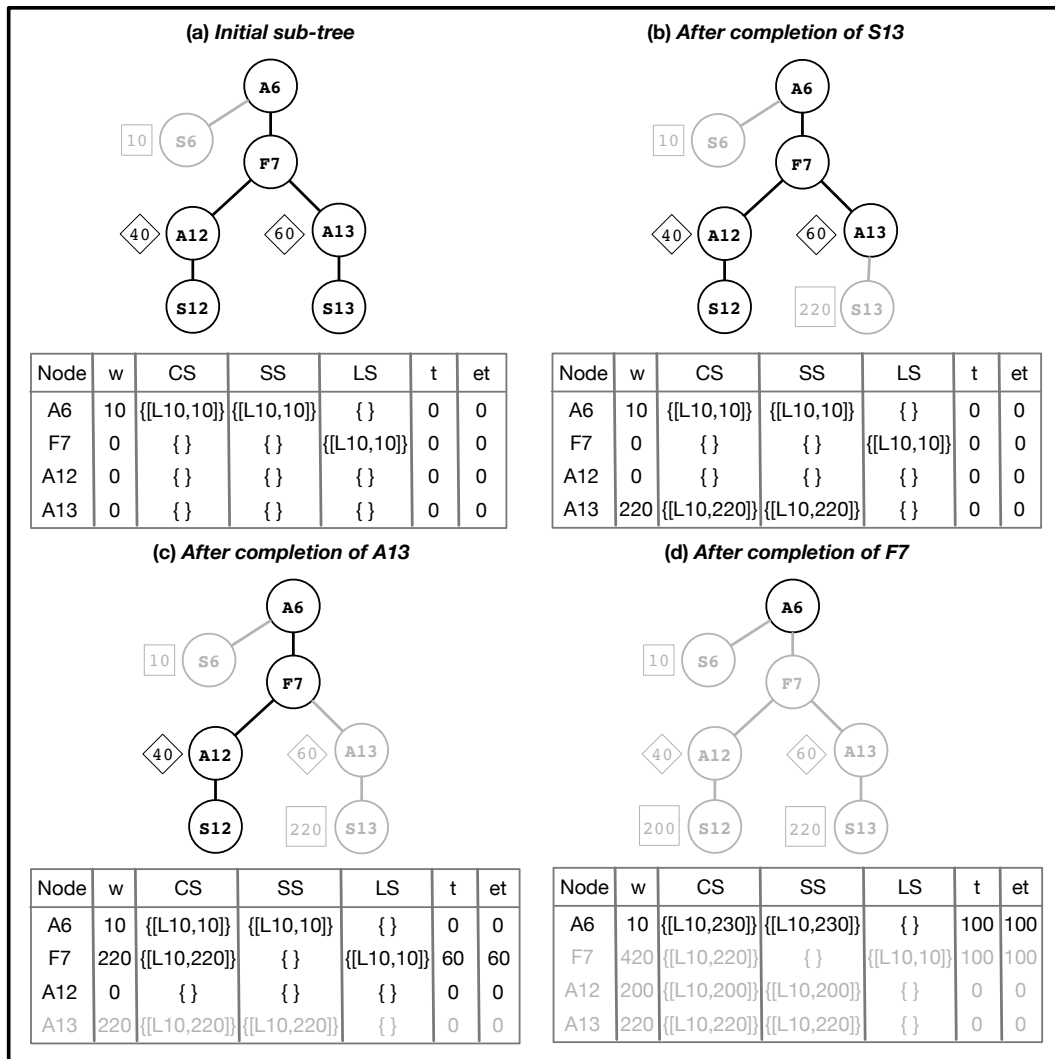 (a) Initial sub-tree
A6
10 S6
F7
40 A12 60 A13
S12 S13
Node w CS SS LS t et
A6 10 {[L10,10]} {[L10,10]} { } 0 0
F7 0 { } { } {[L10,10]} 0 0
A12 0 { } { } { } 0 0
A13 0 { } { } { } 0 0
(b) After completion of S13
A6
10 S6
F7
40 A12 60 A13
S12 220 S13
Node w CS SS LS t et
A6 10 {[L10,10]} {[L10,10]} { } 0 0
F7 0 { } { } {[L10,10]} 0 0
A12 0 { } { } { } 0 0
A13 220 {[L10,220]} {[L10,220]} { } 0 0
(c) After completion of A13
A6
10 S6
F7
40 A12 60 A13
S12 220 S13
Node w CS SS LS t et
A6 10 {[L10,10]} {[L10,10]} { } 0 0
F7 220 {[L10,220]} { } {[L10,10]} 60 60
A12 0 { } { } { } 0 0
A13 220 {[L10,220]} {[L10,220]} { } 0 0
(d) After completion of F7
A6
10 S6
F7
40 A12 60 A13
200 S12 220 S13
Node w CS SS LS t et
A6 10 {[L10,230]} {[L10,230]} { } 100 100
F7 420 {[L10,220]} { } {[L10,10]} 100 100
A12 200 {[L10,200]} {[L10,200]} { } 0 0
A13 220 {[L10,220]} {[L10,220]} { } 0 0